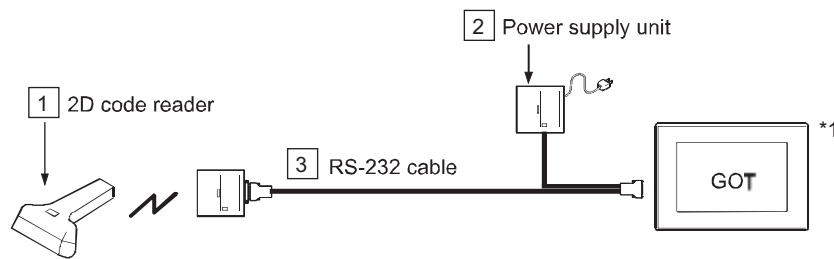 2 Power supply unit
1 2D code reader
*1
3 RS-232 cable
GOT